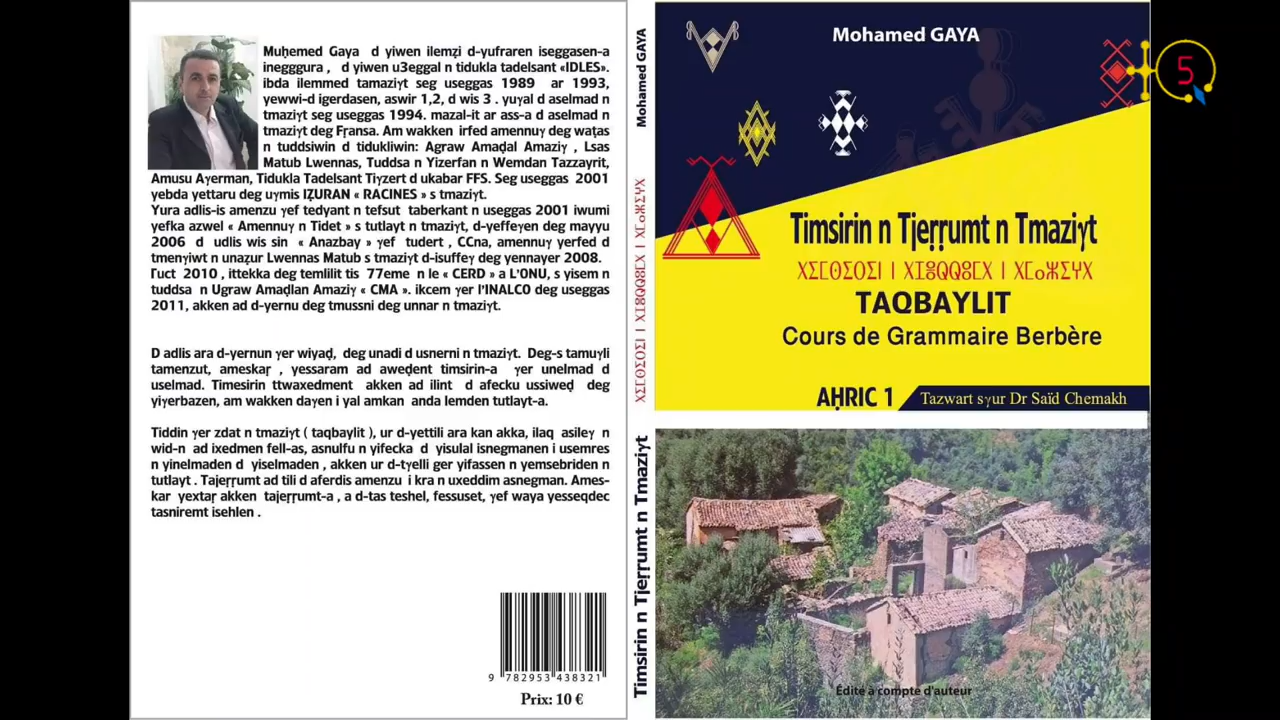 Muḥemed Gaya d yiwen ilemẓi d-yufraren iseggasen-a
inegggura , d yiwen u3eggal n tidukla tadelsant «IDLES».
ibda ilemmed tamaziɣt seg useggas 1989 ar 1993,
yewwi-d igerdasen, aswir 1,2, d wis 3 . yuɣal d aselmad n
tmaziɣt seg useggas 1994. mazal-it ar ass-a d aselmad n
tmaziɣt deg Fṛansa. Am wakken irfed amennuɣ deg waṭas
n tuddsiwin d tidukliwin: Agraw Amaḍal Amaziɣ , Lsas
Matub Lwennas, Tuddsa n Yizerfan n Wemdan Tazzayrit,
Amusu Aɣerman, Tidukla Tadelsant Tiɣzert d ukabar FFS. Seg useggas 2001
yebda yettaru deg uɣmis IẒURAN « RACINES » s tmaziɣt.
Yura adlis-is amenzu ɣef tedyant n tefsut taberkant n useggas 2001 iwumi
yefka azwel « Amennuɣ n Tidet » s tutlayt n tmaziɣt, d-yeffeɣen deg mayyu
2006 d udlis wis sin « Anazbay » ɣef tudert , CCna, amennuɣ yerfed d
tmenɣiwt n unaẓur Lwennas Matub s tmaziɣt d-isuffeɣ deg yennayer 2008.
Ɣuct 2010 , ittekka deg temlilit tis 77eme n le « CERD » a L'ONU, s yisem n
tuddsa n Ugraw Amaḍlan Amaziɣ « CMA ». ikcem ɣer l'INALCO deg useggas
2011, akken ad d-yernu deg tmussni deg unnar n tmaziɣt.
D adlis ara d-yernun ɣer wiyaḍ, deg unadi d usnerni n tmaziɣt. Deg-s tamuɣli
tamenzut, ameskaṛ , yessaram ad aweḍent timsirin-a ɣer unelmad d
uselmad. Timesirin ttwaxedment akken ad ilint d afecku ussiweḍ deg
yiɣerbazen, am wakken daɣen i yal amkan anda lemden tutlayt-a.
Tiddin ɣer zdat n tmaziɣt ( taqbaylit ), ur d-yettili ara kan akka, ilaq asileɣ n
wid-n ad ixedmen fell-as, asnulfu n yifecka d yisulal isnegmanen i usemres
n yinelmaden d yiselmaden , akken ur d-tɣelli ger yifassen n yemsebriden n
tutlayt . Tajeṛṛumt ad tili d aferdis amenzu i kra n uxeddim asnegman. Ames-
kar yextaṛ akken tajeṛṛumt-a , a d-tas teshel, fessuset, ɣef waya yesseqdec
tasniremt isehlen .
9 782953 438321
Prix: 10 €
Mohamed GAYA
ⵜⵉⵎⵙⵉⵔⵉⵏ ⵏ ⵜⵊⵕⵕⵓⵎⵜ ⵏ ⵜⵎⴰⵣⵉⵖⵜ
Timsirin n Tjeṛṛumt n Tmaziɣt
Mohamed GAYA
5
Timsirin n Tjeṛṛumt n Tmaziɣt
ⵜⵉⵎⵙⵉⵔⵉⵏ ⵏ ⵜⵊⵓⵕⵕⵓⵎⵜ ⵏ ⵜⵎⴰⵣⵉⵖⵜ
TAQBAYLIT
Cours de Grammaire Berbère
AḤRIC 1
Tazwart sɣur Dr Saïd Chemakh
Édité à compte d'auteur